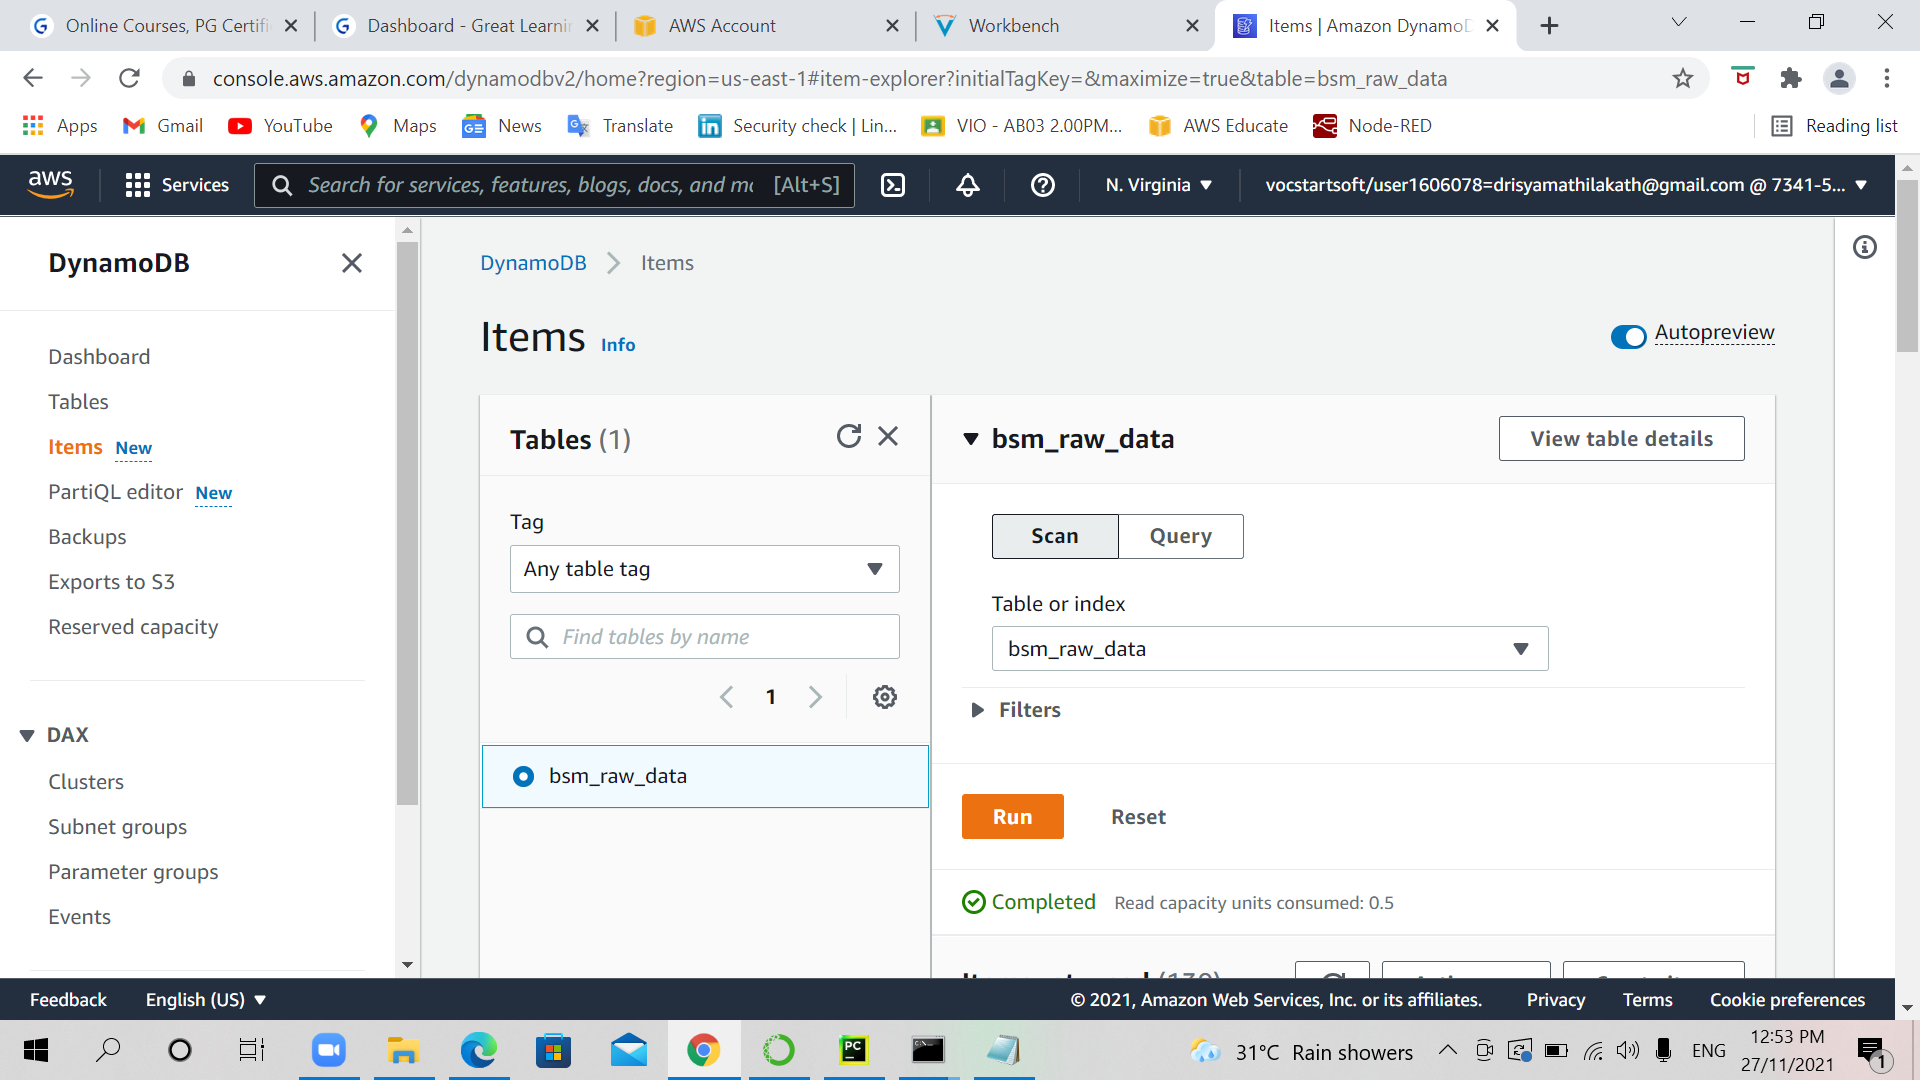 Online Courses, PG Certifi
Dashboard - Great Learnin
AWS Account
Workbench
Items | Amazon DynamoD
console.aws.amazon.com/dynamodbv2/home?region=us-east-1#item-explorer?initialTagKey=&maximize=true&table=bsm_raw_data
Apps
Gmail
YouTube
Maps
News
Translate
Security check | Lin...
VIO - AB03 2.00PM...
AWS Educate
Node-RED
Reading list
aws
Services
Search for services, features, blogs, docs, and mo [Alt+S]
N. Virginia
vocstartsoft/user1606078=drisyamathilakath@gmail.com @ 7341-5...
DynamoDB
Dashboard
Tables
Items New
PartiQL editor New
Backups
Exports to S3
Reserved capacity
DAX
Clusters
Subnet groups
Parameter groups
Events
DynamoDB Items
Items Info
Autopreview
Tables (1)
Tag
Any table tag
Find tables by name
1
bsm_raw_data
bsm_raw_data
View table details
Scan
Query
Table or index
bsm_raw_data
Filters
Run
Reset
Completed
Read capacity units consumed: 0.5
Feedback
English (US)
© 2021, Amazon Web Services, Inc. or its affiliates.
Privacy
Terms
Cookie preferences
PC
31°C Rain showers
ENG
12:53 PM
27/11/2021
1